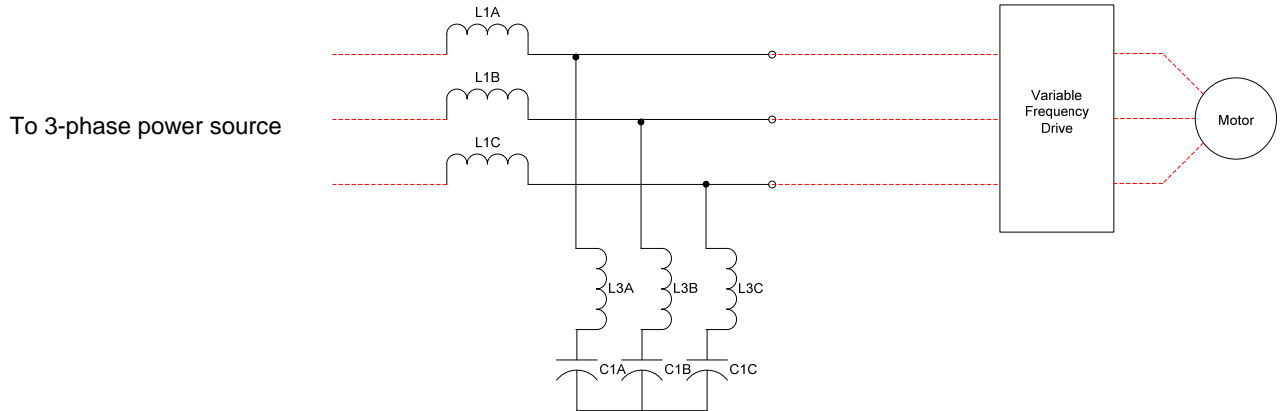 L1A
L1B
To 3-phase power source
L1C
Variable
Frequency
Drive
Motor
L3A
L3B
L3C
C1A
C1B
C1C